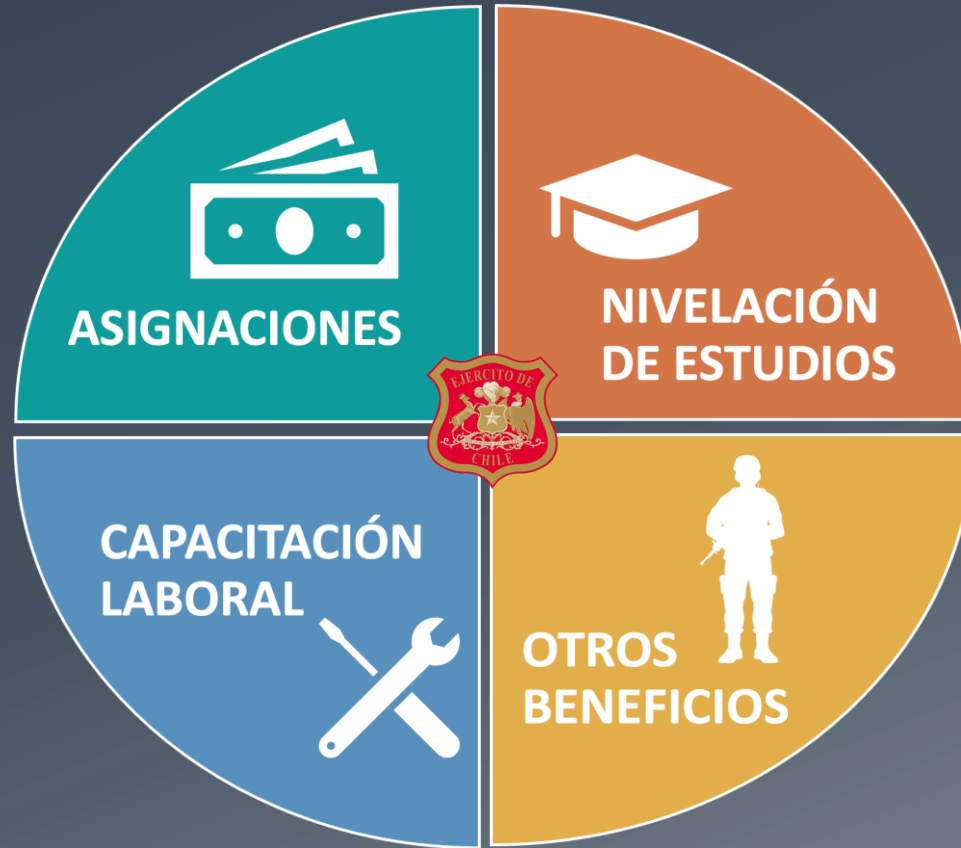 ASIGNACIONES
NIVELACIÓN
DE ESTUDIOS
EJERCITO DE
CHILE
CAPACITACIÓN
LABORAL
OTROS
BENEFICIOS